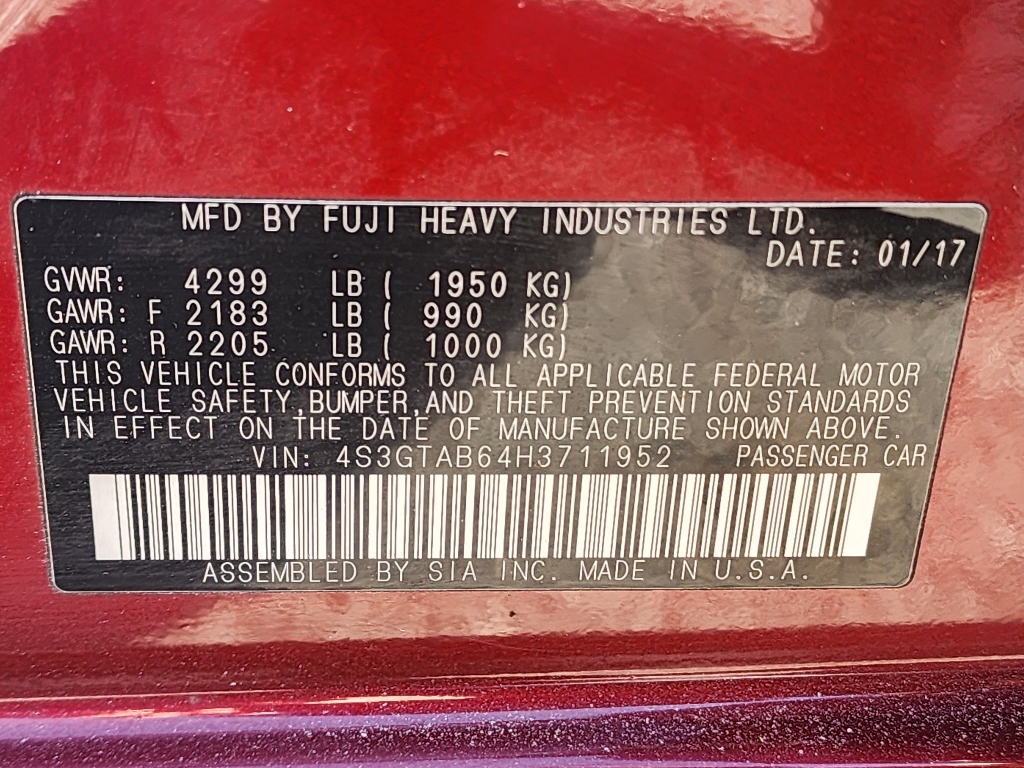 MFD BY FUJI HEAVY INDUSTRIES LTD.
DATE: 01/17
GVWR: 4299 LB ( 1950 KG)
GAWR: F 2183 LB ( 990 KG)
GAWR: R 2205 LB ( 1000 KG)
THIS VEHICLE CONFORMS TO ALL APPLICABLE FEDERAL MOTOR
VEHICLE SAFETY,BUMPER,AND THEFT PREVENTION STANDARDS
IN EFFECT ON THE DATE OF MANUFACTURE SHOWN ABOVE.
VIN: 4S3GTAB64H3711952 PASSENGER CAR
ASSEMBLED BY SIA INC. MADE IN U.S.A.